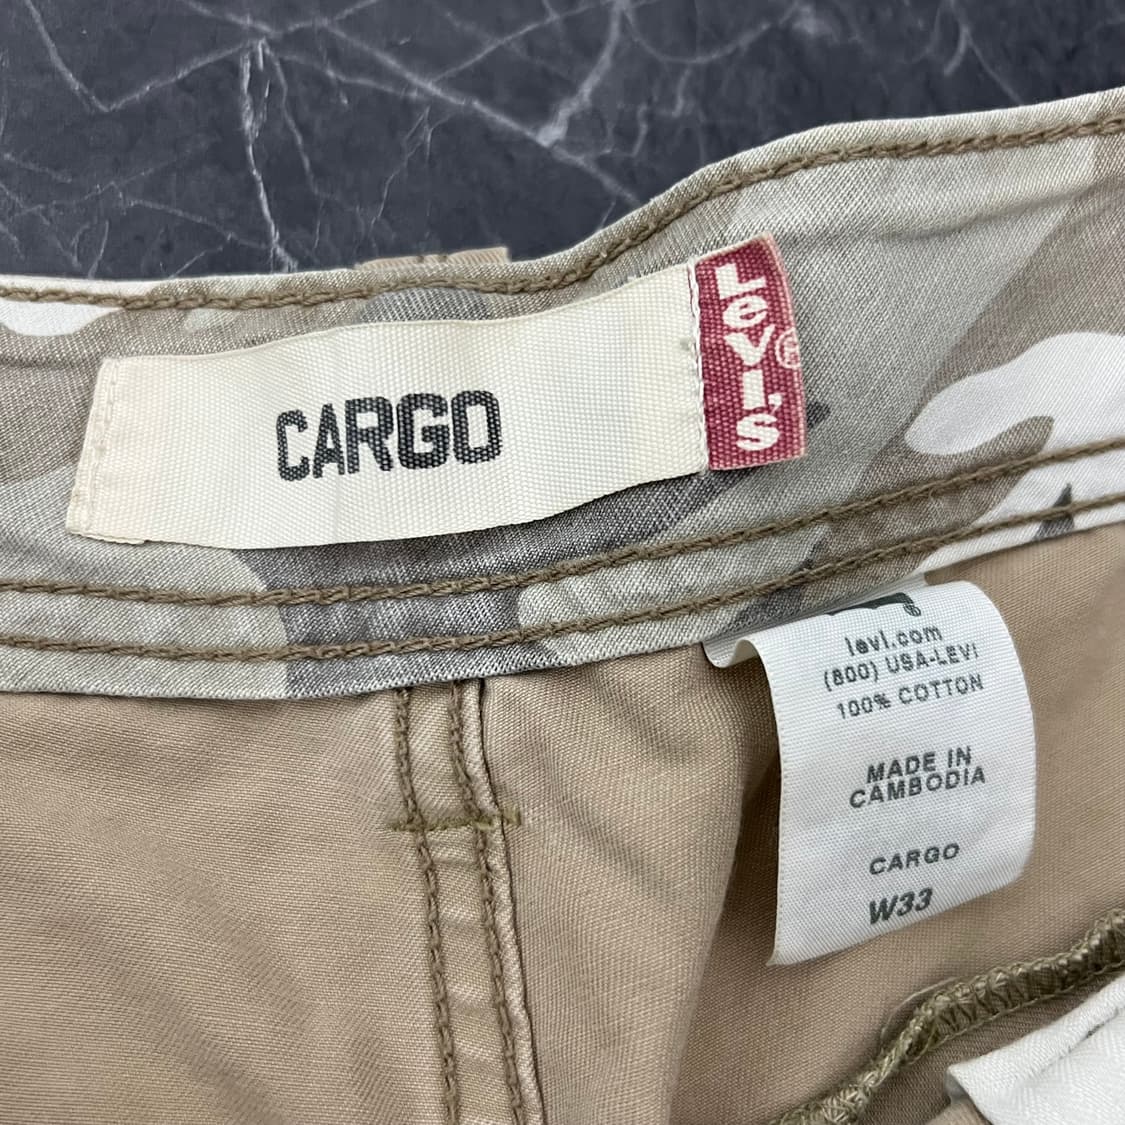 CARGO
Levi's
®
®
levi.com
(800) USA-LEVI
100% COTTON
MADE IN
CAMBODIA
CARGO
W33